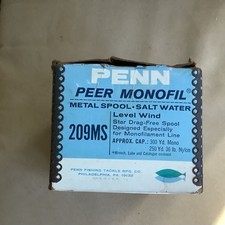 PENN
PEER MONOFIL®
METAL SPOOL • SALT WATER
Level Wind
209MS
Star Drag-Free Spool
Designed Especially
for Monofilament Line
APPROX. CAP.: 300 Yd. Mono
250 Yd. 36 lb. Nylon
PENN FISHING TACKLE MFG. CO.
PHILADELPHIA, PA. 19132